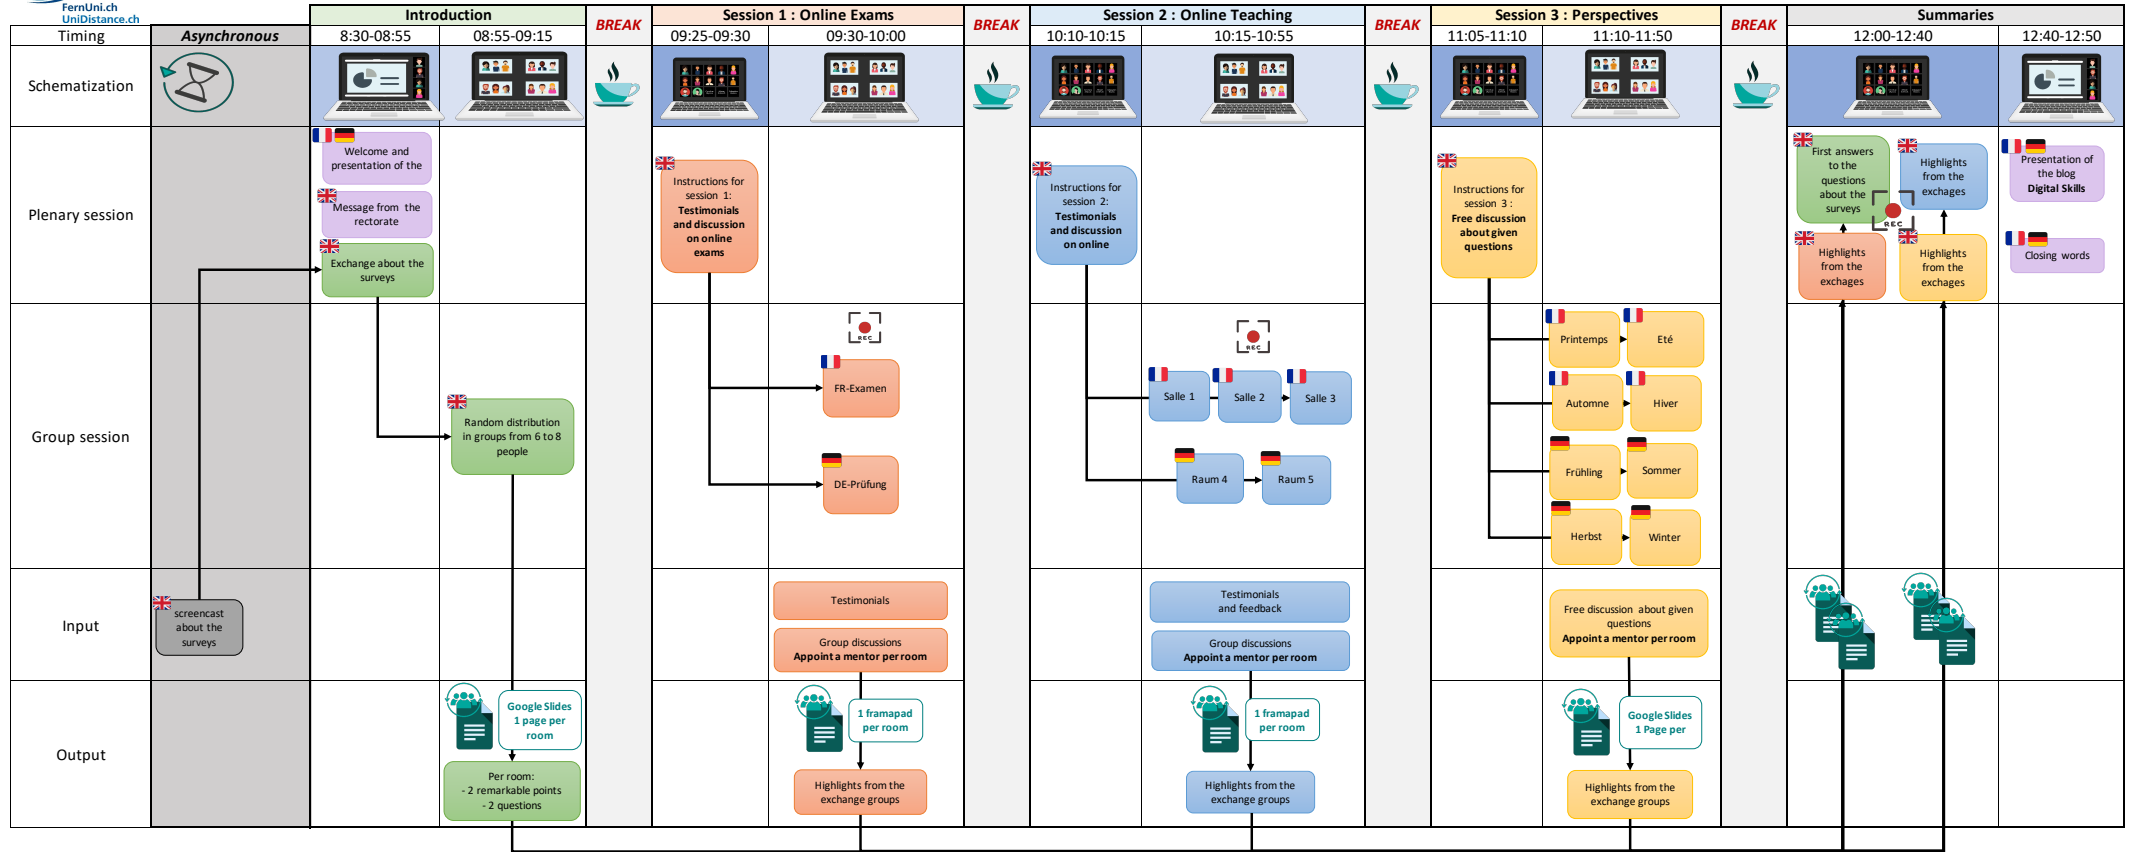 FernUni.ch
UniDistance.ch
Introduction
BREAK
Session 1 : Online Exams
BREAK
Session 2 : Online Teaching
BREAK
Session 3 : Perspectives
BREAK
Summaries
Timing
Asynchronous
8:30-08:55
08:55-09:15
09:25-09:30
09:30-10:00
10:10-10:15
10:15-10:55
11:05-11:10
11:10-11:50
12:00-12:40
12:40-12:50
Schematization
Plenary session
Welcome and
presentation of the
Message from the
rectorate
Exchange about the
surveys
Instructions for
session 1:
Testimonials
and discussion
on online
exams
Instructions for
session 2:
Testimonials
and discussion
on online
Instructions for
session 3 :
Free discussion
about given
questions
First answers
to the
questions
about the
surveys
Highlights
from the
exchages
REC
Highlights
from the
exchages
Highlights
from the
exchages
Presentation of
the blog
Digital Skills
Closing words
Group session
Random distribution
in groups from 6 to 8
people
REC
FR-Examen
DE-Prüfung
REC
Salle 1
Salle 2
Salle 3
Raum 4
Raum 5
Printemps
Eté
Automne
Hiver
Frühling
Sommer
Herbst
Winter
Input
screencast
about the
surveys
Testimonials
Group discussions
Appoint a mentor per room
Testimonials
and feedback
Group discussions
Appoint a mentor per room
Free discussion about given
questions
Appoint a mentor per room
Output
Google Slides
1 page per
room
Per room:
- 2 remarkable points
- 2 questions
1 framapad
per room
Highlights from the
exchange groups
1 framapad
per room
Highlights from the
exchange groups
Google Slides
1 Page per
Highlights from the
exchange groups